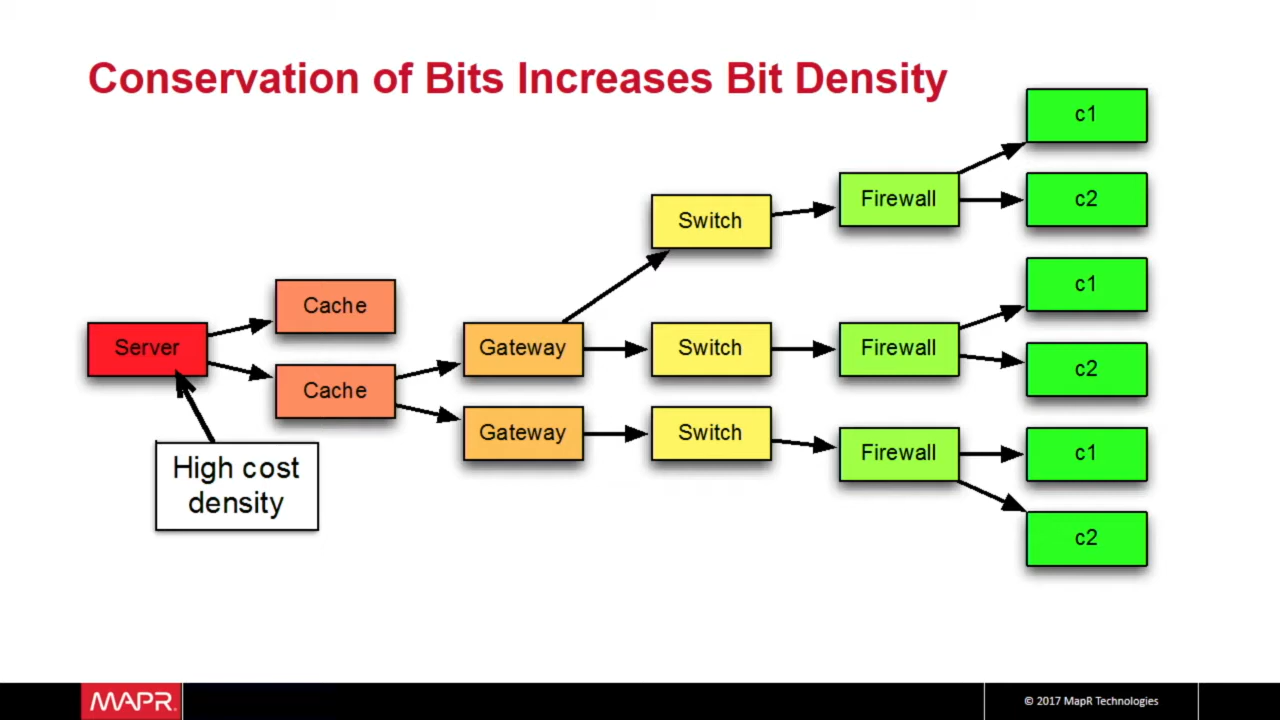 Conservation of Bits Increases Bit Density
c1
Firewall
c2
Switch
c1
Cache
Server
Gateway
Switch
Firewall
c2
Cache
Gateway
Switch
Firewall
c1
High cost
density
c2
MAPR
© 2017 MapR Technologies